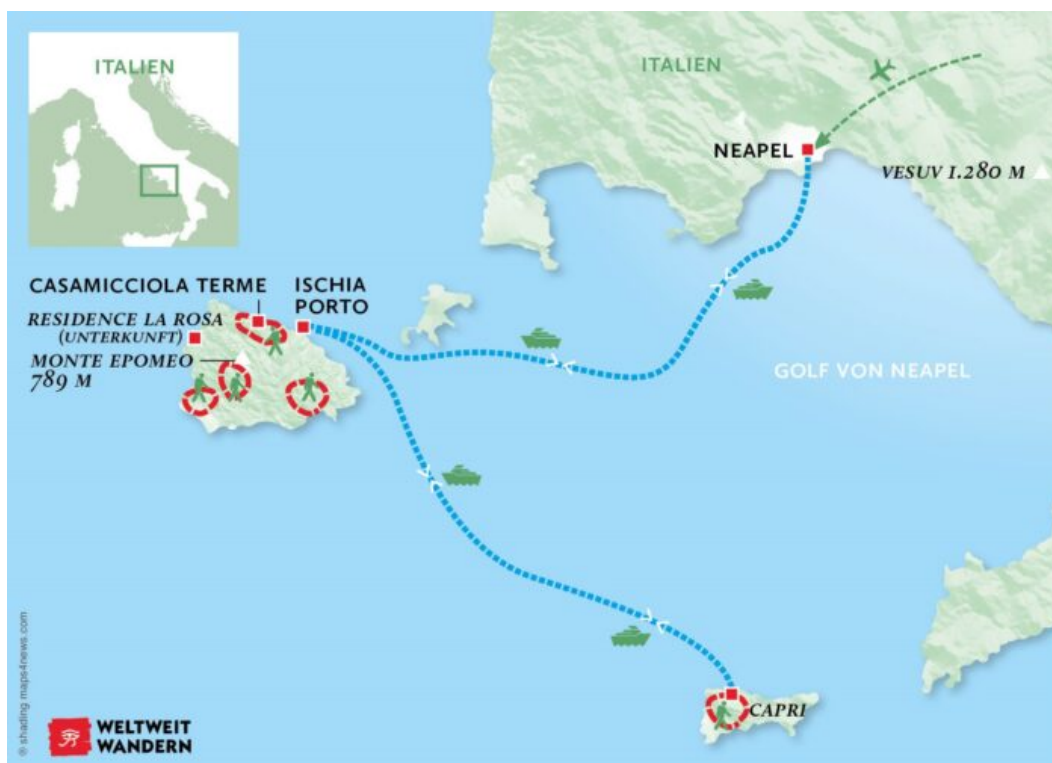 ITALIEN
ITALIEN
NEAPEL
VESUV 1.280 M
CASAMICCIOLA TERME
ISCHIA
PORTO
RESIDENCE LA ROSA
(UNTERKUNFT)
MONTE EPOMEO
789 M
GOLF VON NEAPEL
CAPRI
® shading maps4news.com
WELTWEIT
WANDERN